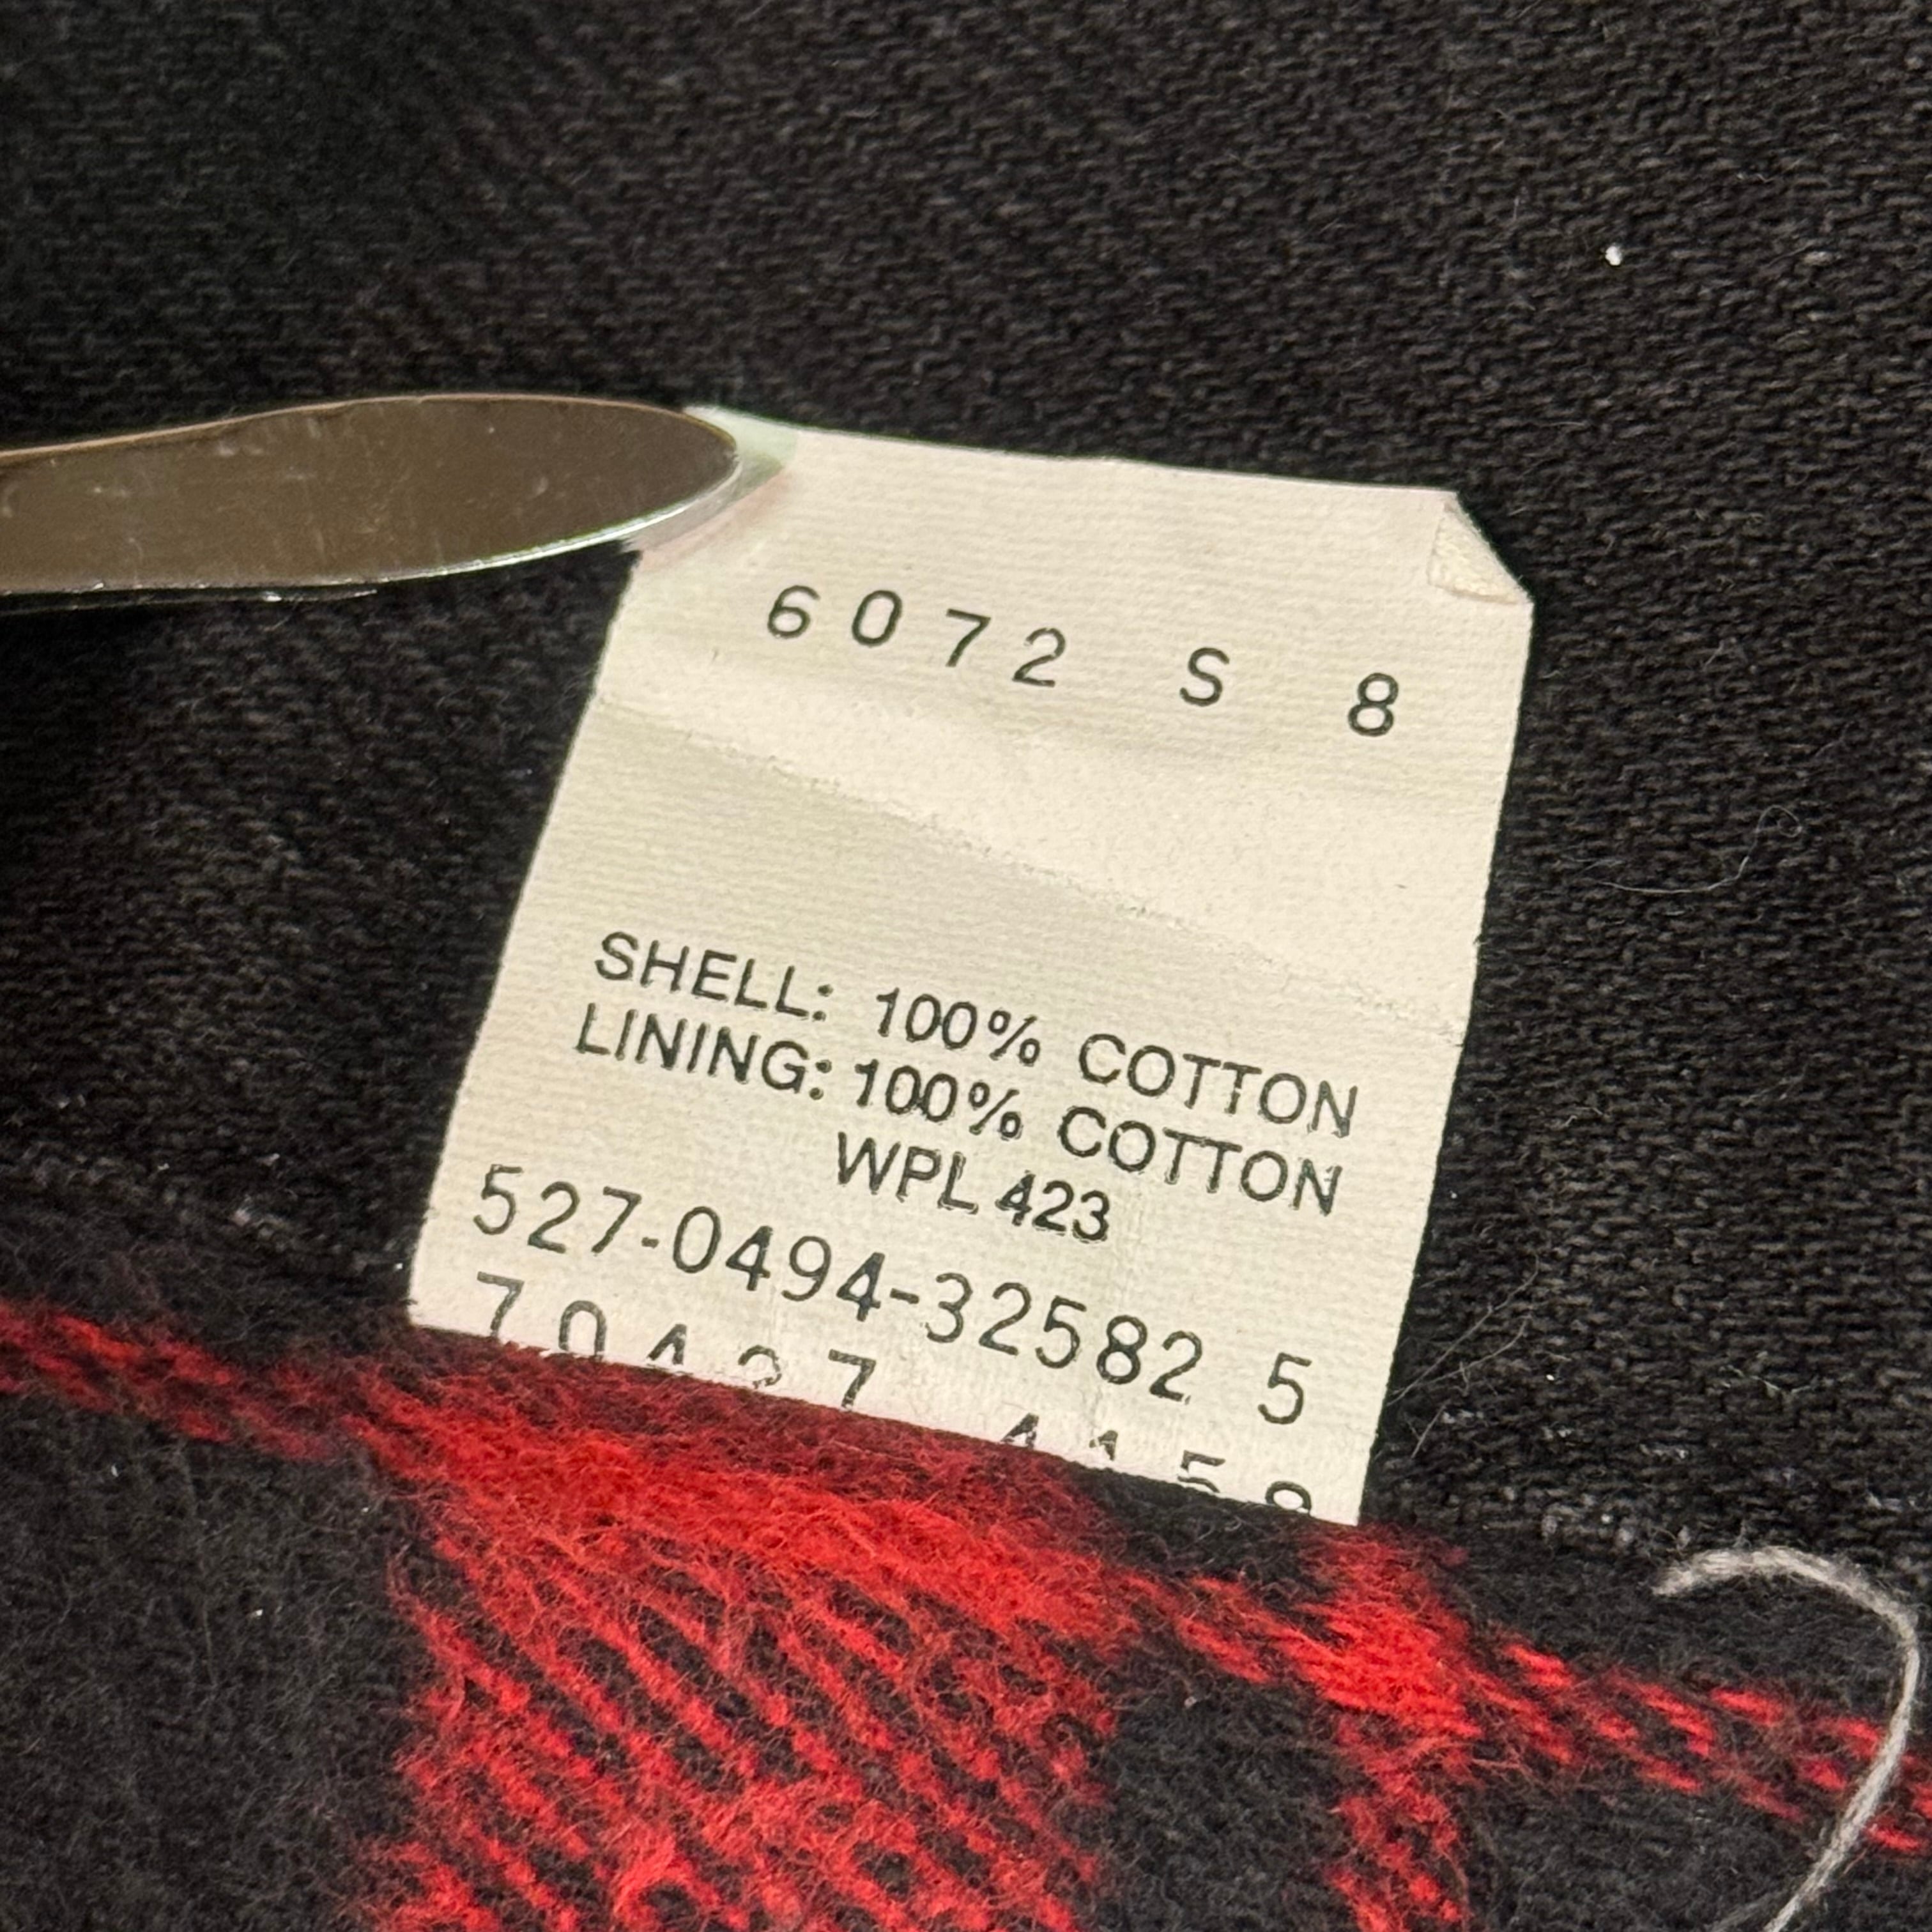 6072 S 8
SHELL: 100% COTTON
LINING: 100% COTTON
WPL 423
527-0494-32582 5